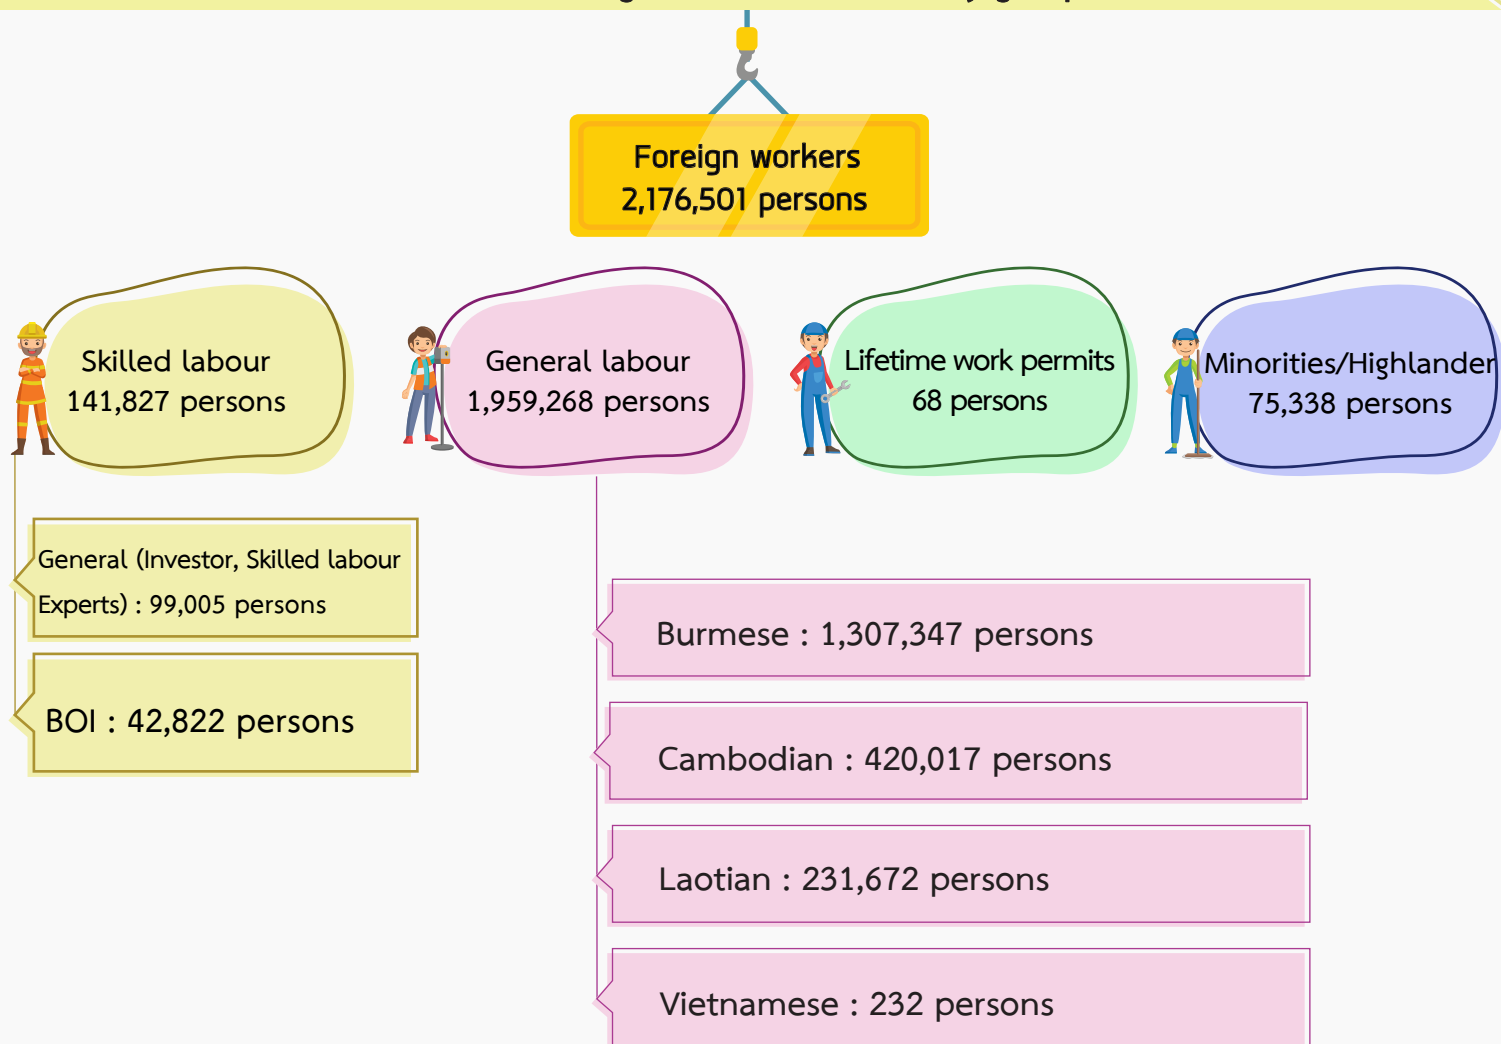 Foreign workers
2,176,501 persons
Skilled labour
141,827 persons
General labour
1,959,268 persons
Lifetime work permits
68 persons
Minorities/Highlander
75,338 persons
General (Investor, Skilled labour
Experts) : 99,005 persons
BOI : 42,822 persons
Burmese : 1,307,347 persons
Cambodian : 420,017 persons
Laotian : 231,672 persons
Vietnamese : 232 persons